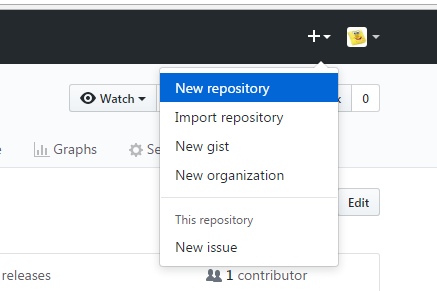 Watch
New repository
x 0
Import repository
Graphs
Se
New gist
New organization
Edit
This repository
New issue
releases
1 contributor